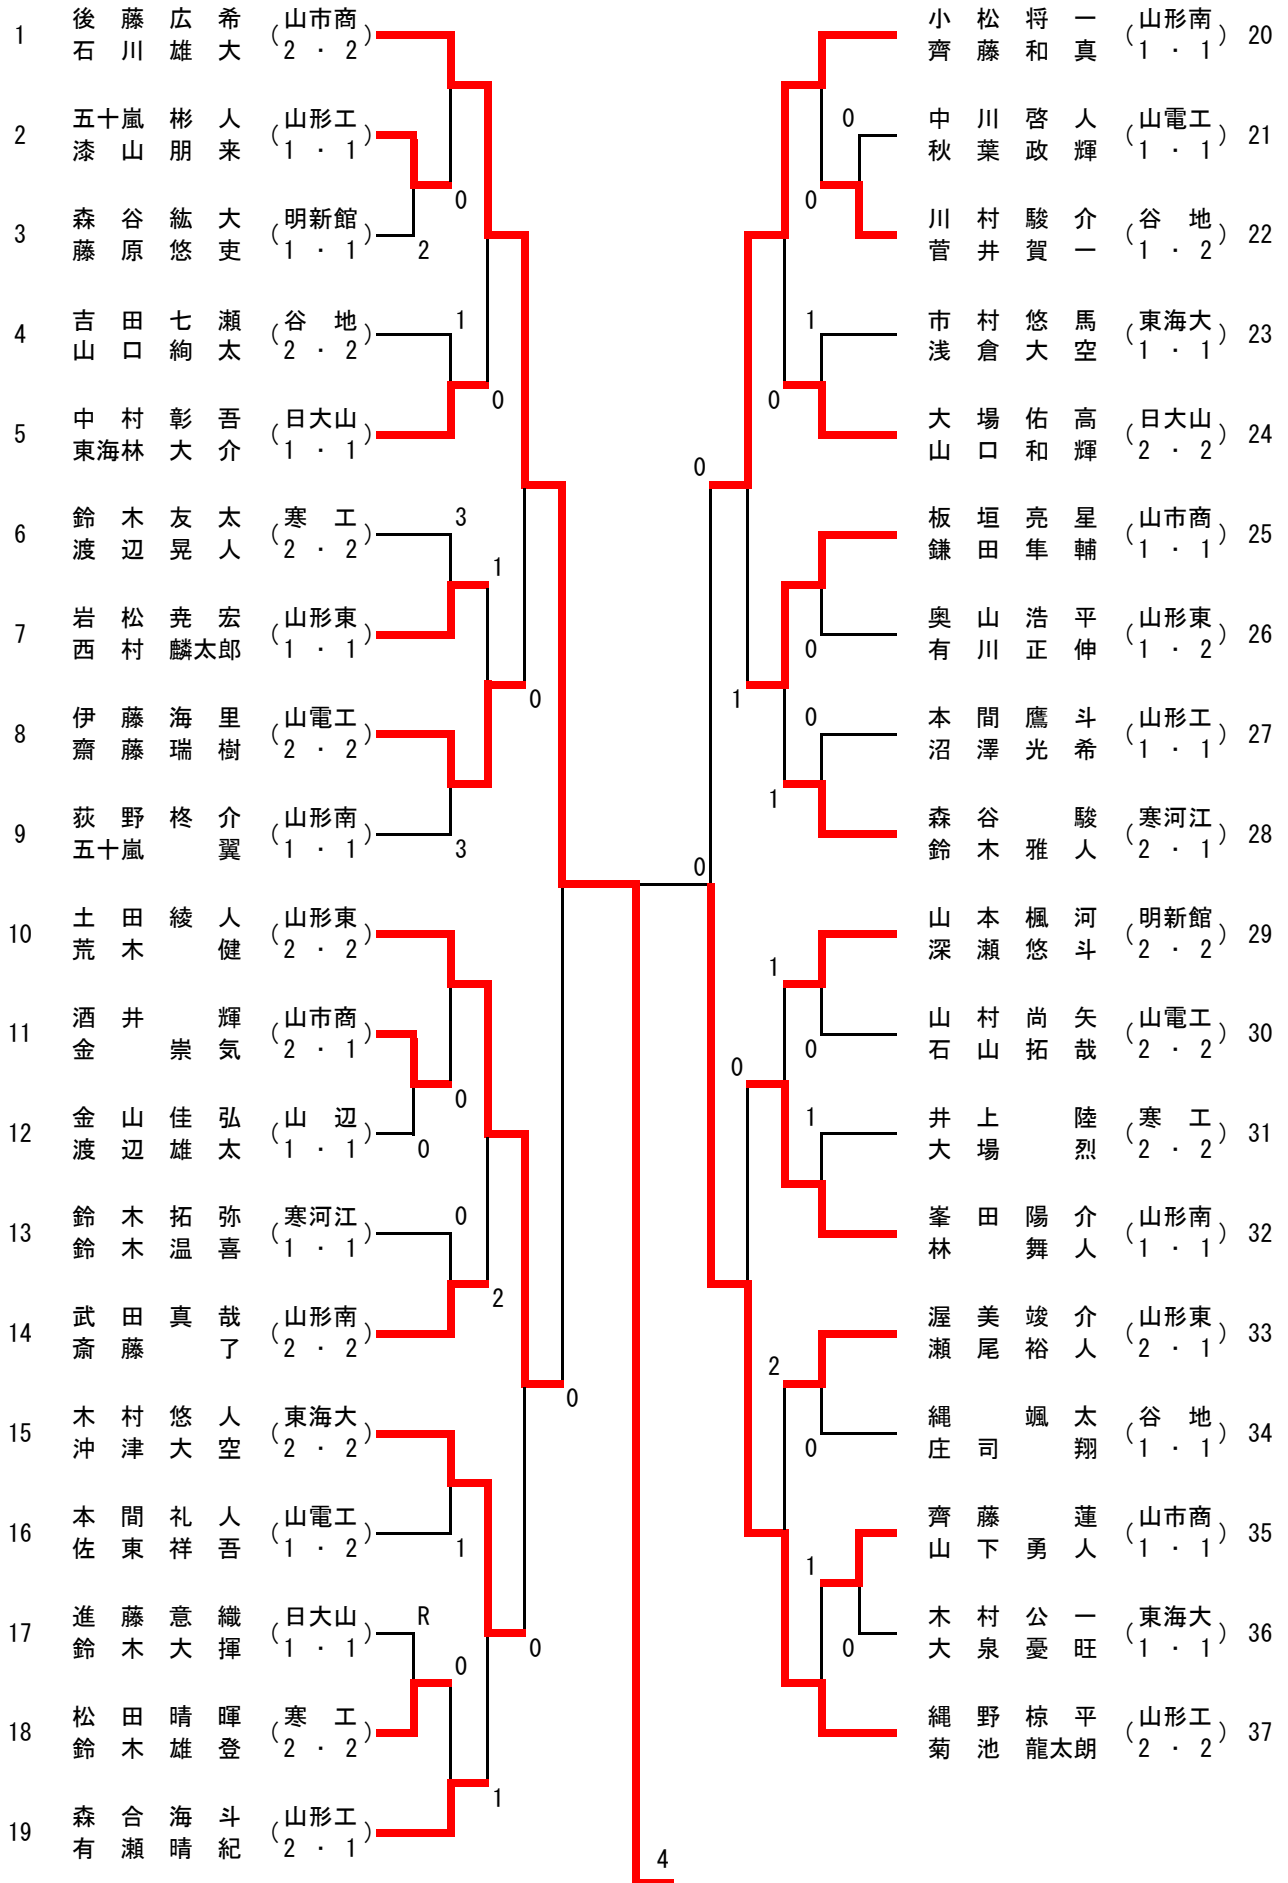 1 後藤広希 (山市商
石川雄大 2・2)
2 五十嵐彬人 (山形工
漆山朋来 1・1)
3 森谷紘大 (明新館
藤原悠吏 1・1)
4 吉田七瀬 (谷地
山口絢太 2・2)
5 中村彰吾 (日大山
東海林大介 1・1)
6 鈴木友太 (寒工
渡辺晃人 2・2)
7 岩松尭宏 (山形東
西村麟太郎 1・1)
8 伊藤海里 (山電工
齋藤瑞樹 2・2)
9 荻野柊介 (山形南
五十嵐翼 1・1)
10 土田綾人 (山形東
荒木健 2・2)
11 酒井輝 (山市商
金崇気 2・1)
12 金山佳弘 (山辺
渡辺雄太 1・1)
13 鈴木拓弥 (寒河江
鈴木温喜 1・1)
14 武田真哉 (山形南
斎藤了 2・2)
15 木村悠人 (東海大
沖津大空 2・2)
16 本間礼人 (山電工
佐東祥吾 1・2)
17 進藤意織 (日大山
鈴木大揮 1・1)
18 松田晴暉 (寒工
鈴木雄登 2・2)
19 森合海斗 (山形工
有瀬晴紀 2・1)
0
2
1
0
3
1
0
3
0
0
0
2
0
1
R
0
0
1
4
0
0
0
1
0
0
1
0
0
1
1
0
0
1
2
0
1
0
小松将一 (山形南
齊藤和真 1・1) 20
中川啓人 (山電工
秋葉政輝 1・1) 21
川村駿介 (谷地
菅井賀一 1・2) 22
市村悠馬 (東海大
浅倉大空 1・1) 23
大場佑高 (日大山
山口和輝 2・2) 24
板垣亮星 (山市商
鎌田隼輔 1・1) 25
奥山浩平 (山形東
有川正伸 1・2) 26
本間鷹斗 (山形工
沼澤光希 1・1) 27
森谷駿 (寒河江
鈴木雅人 2・1) 28
山本楓河 (明新館
深瀬悠斗 2・2) 29
山村尚矢 (山電工
石山拓哉 2・2) 30
井上陸 (寒工
大場烈 2・2) 31
峯田陽介 (山形南
林舞人 1・1) 32
渥美竣介 (山形東
瀬尾裕人 2・1) 33
縄颯太 (谷地
庄司翔 1・1) 34
齊藤蓮 (山市商
山下勇人 1・1) 35
木村公一 (東海大
大泉憂旺 1・1) 36
縄野椋平 (山形工
菊池龍太朗 2・2) 37